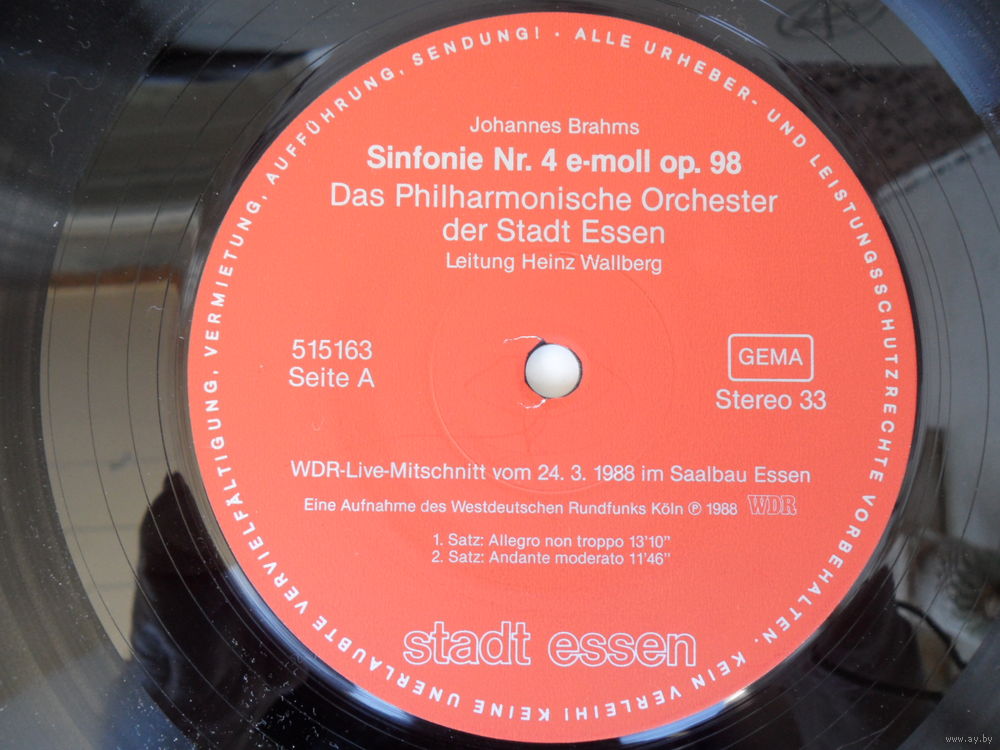 Johannes Brahms
Sinfonie Nr. 4 e-moll op. 98
Das Philharmonische Orchester
der Stadt Essen
Leitung Heinz Wallberg
515163
Seite A
GEMA
Stereo 33
WDR-Live-Mitschnitt vom 24. 3. 1988 im Saalbau Essen
Eine Aufnahme des Westdeutschen Rundfunks Köln ℗ 1988 WDR
1. Satz: Allegro non troppo 13'10"
2. Satz: Andante moderato 11'46"
stadt essen
ALLE URHEBER- UND LEISTUNGSSCHUTZRECHTE VORBEHALTEN. KEIN VERLEIH! KEINE UNERLAUBTE VERVIELFÄLTIGUNG, VERMIETUNG, AUFFÜHRUNG, SENDUNG! ·
www.ay.by